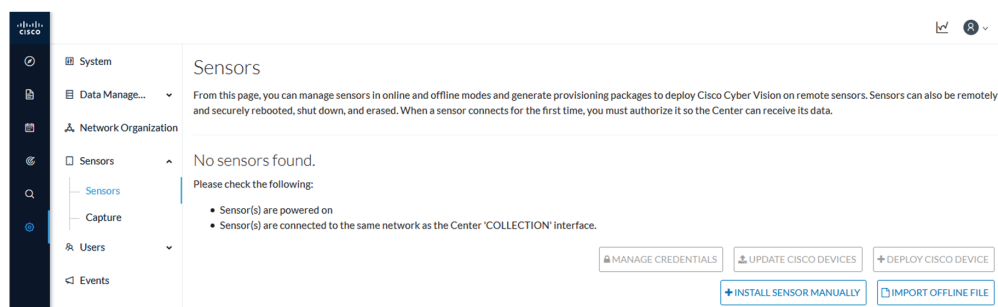 CISCO
System
Data Manage...
Network Organization
Sensors
Sensors
Capture
Users
Events
Sensors
From this page, you can manage sensors in online and offline modes and generate provisioning packages to deploy Cisco Cyber Vision on remote sensors. Sensors can also be remotely
and securely rebooted, shut down, and erased. When a sensor connects for the first time, you must authorize it so the Center can receive its data.
No sensors found.
Please check the following:
• Sensor(s) are powered on
• Sensor(s) are connected to the same network as the Center 'COLLECTION' interface.
MANAGE CREDENTIALS UPDATE CISCO DEVICES +DEPLOY CISCO DEVICE
+INSTALL SENSOR MANUALLY IMPORT OFFLINE FILE